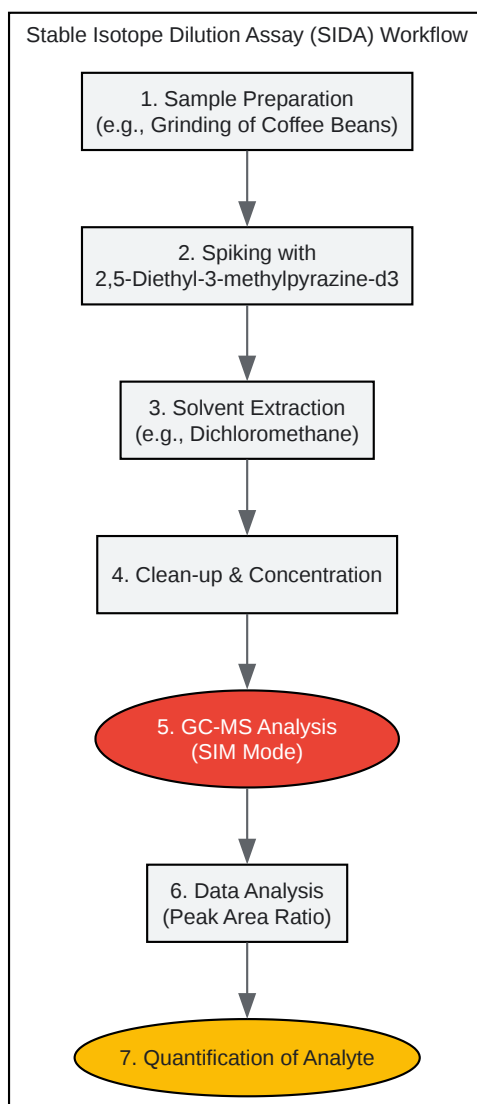 Stable Isotope Dilution Assay (SIDA) Workflow
1. Sample Preparation
(e.g., Grinding of Coffee Beans)
2. Spiking with
2,5-Diethyl-3-methylpyrazine-d3
3. Solvent Extraction
(e.g., Dichloromethane)
4. Clean-up & Concentration
5. GC-MS Analysis
(SIM Mode)
6. Data Analysis
(Peak Area Ratio)
7. Quantification of Analyte